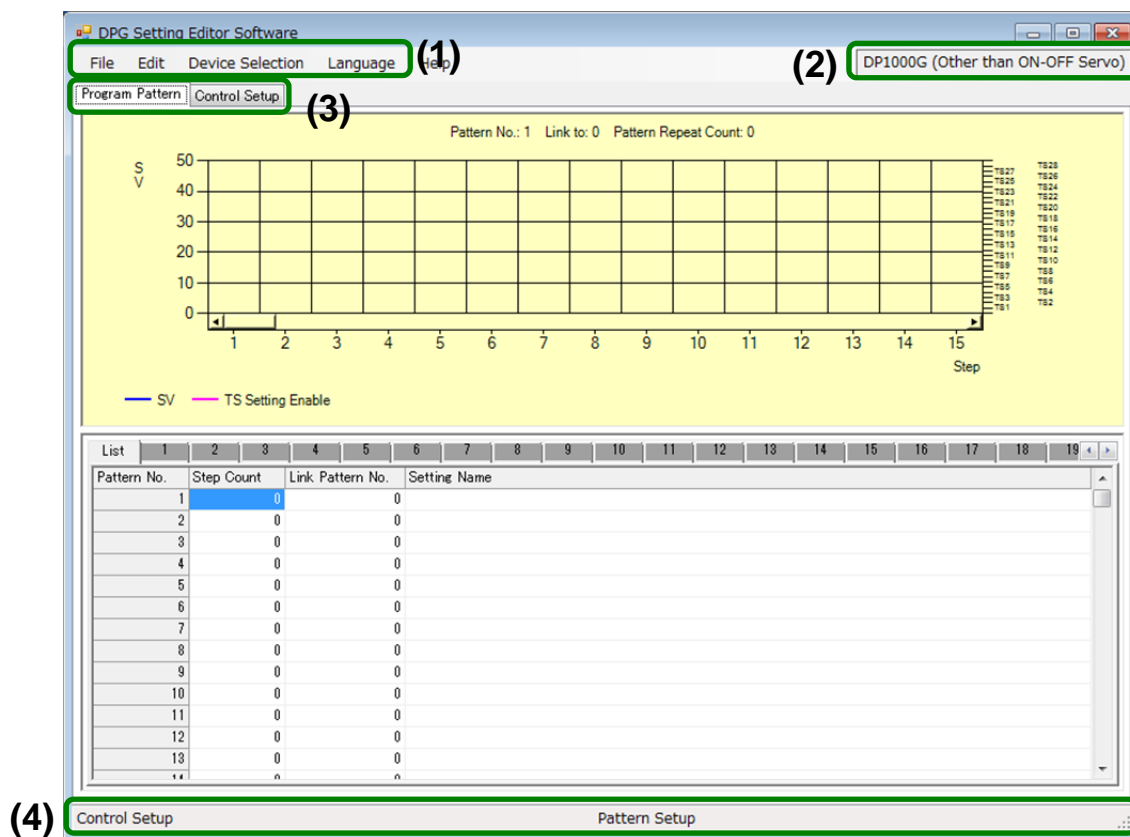 DPG Setting Editor Software
File Edit Device Selection Language Help
(1)
(2)
DP1000G (Other than ON-OFF Servo)
Program Pattern Control Setup
(3)
Pattern No.: 1 Link to: 0 Pattern Repeat Count: 0
S
V
50
40
30
20
10
0
TS27 TS28
TS25 TS26
TS23 TS24
TS21 TS22
TS19 TS20
TS17 TS18
TS15 TS16
TS13 TS14
TS11 TS12
TS9 TS10
TS7 TS8
TS5 TS6
TS3 TS4
TS1 TS2
1 2 3 4 5 6 7 8 9 10 11 12 13 14 15
Step
SV TS Setting Enable
List 1 2 3 4 5 6 7 8 9 10 11 12 13 14 15 16 17 18 19
Pattern No. Step Count Link Pattern No. Setting Name
1 0 0
2 0 0
3 0 0
4 0 0
5 0 0
6 0 0
7 0 0
8 0 0
9 0 0
10 0 0
11 0 0
12 0 0
13 0 0
14 0 0
(4)
Control Setup Pattern Setup